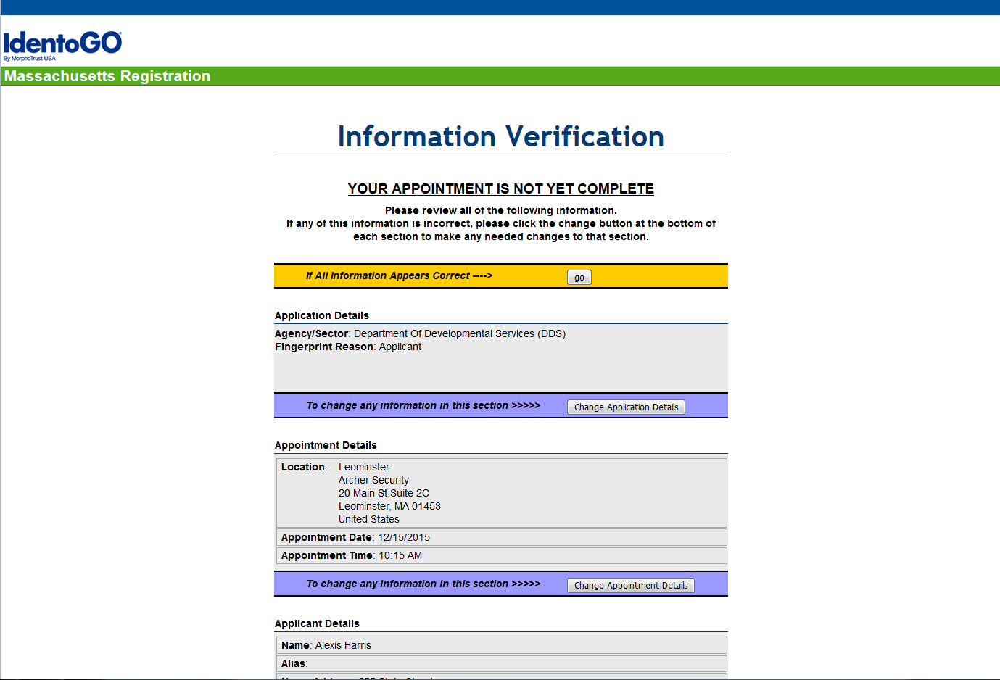 IdentoGO
By MorphoTrust USA
Massachusetts Registration
Information Verification
YOUR APPOINTMENT IS NOT YET COMPLETE
Please review all of the following information.
If any of this information is incorrect, please click the change button at the bottom of
each section to make any needed changes to that section.
If All Information Appears Correct ----> go
Application Details
Agency/Sector: Department Of Developmental Services (DDS)
Fingerprint Reason: Applicant
To change any information in this section >>>>> Change Application Details
Appointment Details
Location: Leominster
Archer Security
20 Main St Suite 2C
Leominster, MA 01453
United States
Appointment Date: 12/15/2015
Appointment Time: 10:15 AM
To change any information in this section >>>>> Change Appointment Details
Applicant Details
Name: Alexis Harris
Alias: